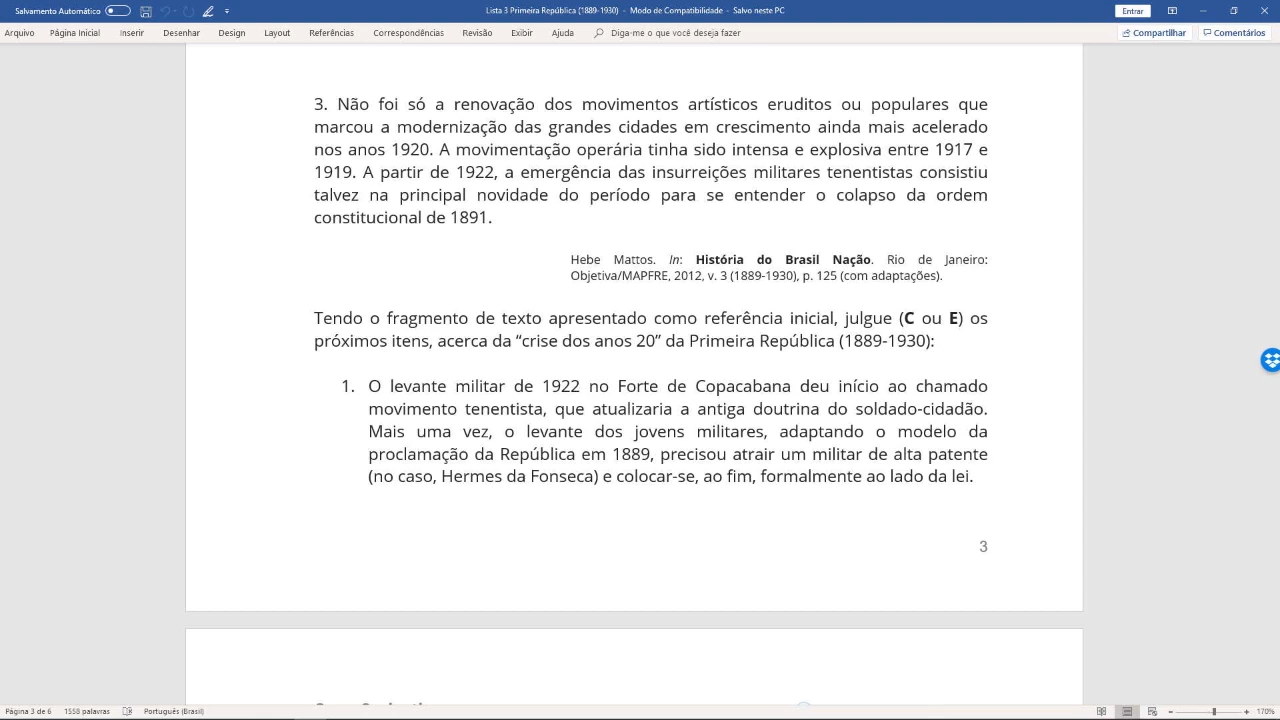 Salvamento Automático
Lista 3 Primeira República (1889-1930) - Modo de Compatibilidade - Salvo neste PC
Entrar
Arquivo Página Inicial Inserir Desenhar Design Layout Referências Correspondências Revisão Exibir Ajuda Diga-me o que você deseja fazer Compartilhar Comentários
3. Não foi só a renovação dos movimentos artísticos eruditos ou populares que
marcou a modernização das grandes cidades em crescimento ainda mais acelerado
nos anos 1920. A movimentação operária tinha sido intensa e explosiva entre 1917 e
1919. A partir de 1922, a emergência das insurreições militares tenentistas consistiu
talvez na principal novidade do período para se entender o colapso da ordem
constitucional de 1891.
Hebe Mattos. In: História do Brasil Nação. Rio de Janeiro:
Objetiva/MAPFRE, 2012, v. 3 (1889-1930), p. 125 (com adaptações).
Tendo o fragmento de texto apresentado como referência inicial, julgue (C ou E) os
próximos itens, acerca da “crise dos anos 20” da Primeira República (1889-1930):
1. O levante militar de 1922 no Forte de Copacabana deu início ao chamado
movimento tenentista, que atualizaria a antiga doutrina do soldado-cidadão.
Mais uma vez, o levante dos jovens militares, adaptando o modelo da
proclamação da República em 1889, precisou atrair um militar de alta patente
(no caso, Hermes da Fonseca) e colocar-se, ao fim, formalmente ao lado da lei.
3
Página 3 de 6 1558 palavras Português (Brasil) 170%